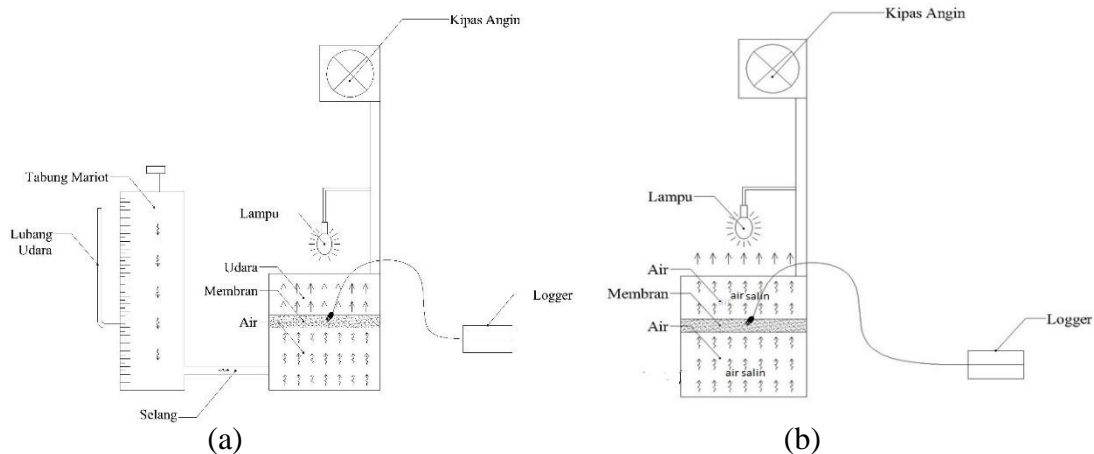 Kipas Angin
Tabung Mariot
Lubang
Udara
Lampu
Udara
Membran
Air
Logger
Selang
(a)
Kipas Angin
Lampu
Air
air salin
Membran
Air
air salin
Logger
(b)